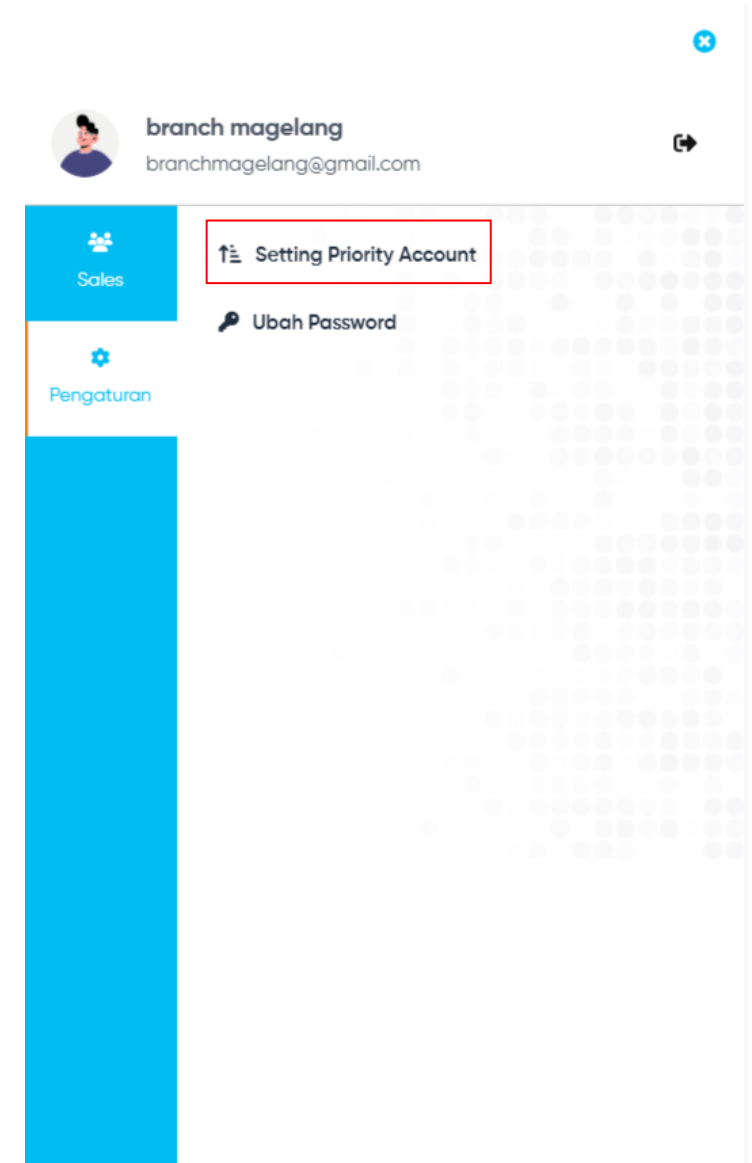 branch magelang
branchmagelang@gmail.com
Sales
Setting Priority Account
Ubah Password
Pengaturan